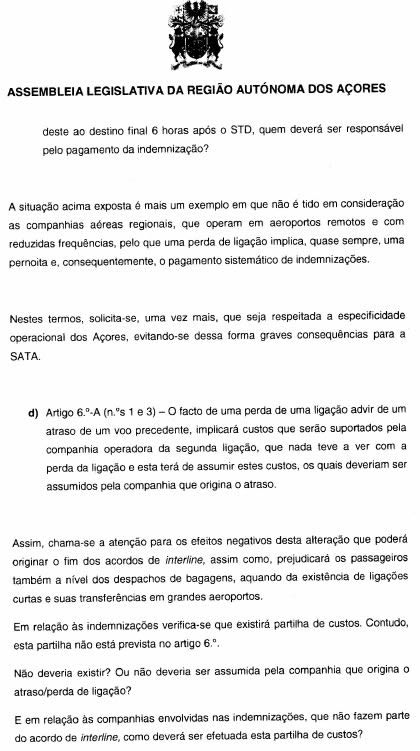 ASSEMBLEIA LEGISLATIVA DA REGIÃO AUTÓNOMA DOS AÇORES
deste ao destino final 6 horas após o STD, quem deverá ser responsável
pelo pagamento da indemnização?
A situação acima exposta é mais um exemplo em que não é tido em consideração
as companhias aéreas regionais, que operam em aeroportos remotos e com
reduzidas frequências, pelo que uma perda de ligação implica, quase sempre, uma
pernoita e, consequentemente, o pagamento sistemático de indemnizações.
Nestes termos, solicita-se, uma vez mais, que seja respeitada a especificidade
operacional dos Açores, evitando-se dessa forma graves consequências para a
SATA.
d) Artigo 6.º-A (n.ºs 1 e 3) – O facto de uma perda de uma ligação advir de um
atraso de um voo precedente, implicará custos que serão suportados pela
companhia operadora da segunda ligação, que nada teve a ver com a
perda da ligação e esta terá de assumir estes custos, os quais deveriam ser
assumidos pela companhia que origina o atraso.
Assim, chama-se a atenção para os efeitos negativos desta alteração que poderá
originar o fim dos acordos de interline, assim como, prejudicará os passageiros
também a nível dos despachos de bagagens, aquando da existência de ligações
curtas e suas transferências em grandes aeroportos.
Em relação às indemnizações verifica-se que existirá partilha de custos. Contudo,
esta partilha não está prevista no artigo 6.º.
Não deveria existir? Ou não deveria ser assumida pela companhia que origina o
atraso/perda de ligação?
E em relação às companhias envolvidas nas indemnizações, que não fazem parte
do acordo de interline, como deverá ser efetuada esta partilha de custos?